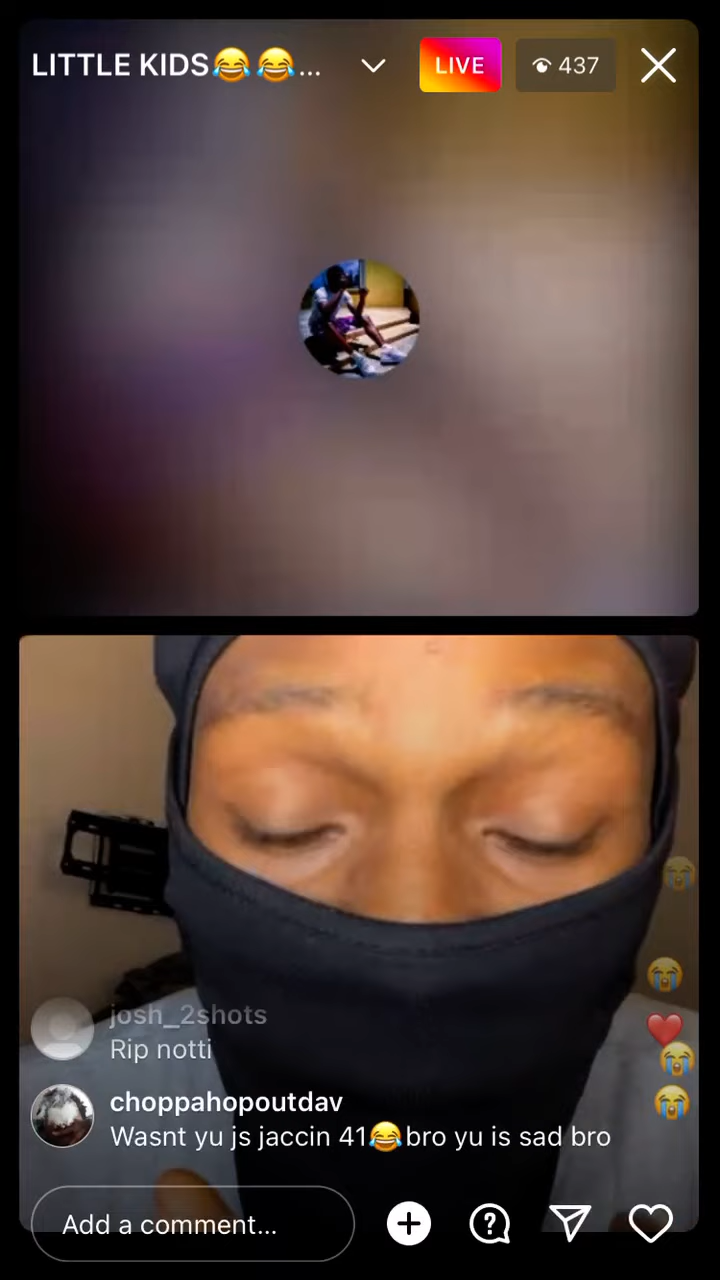 LITTLE KIDS😂😂...
LIVE
437
josh_2shots
Rip notti
choppahopoutdav
Wasnt yu js jaccin 41😂bro yu is sad bro
Add a comment...